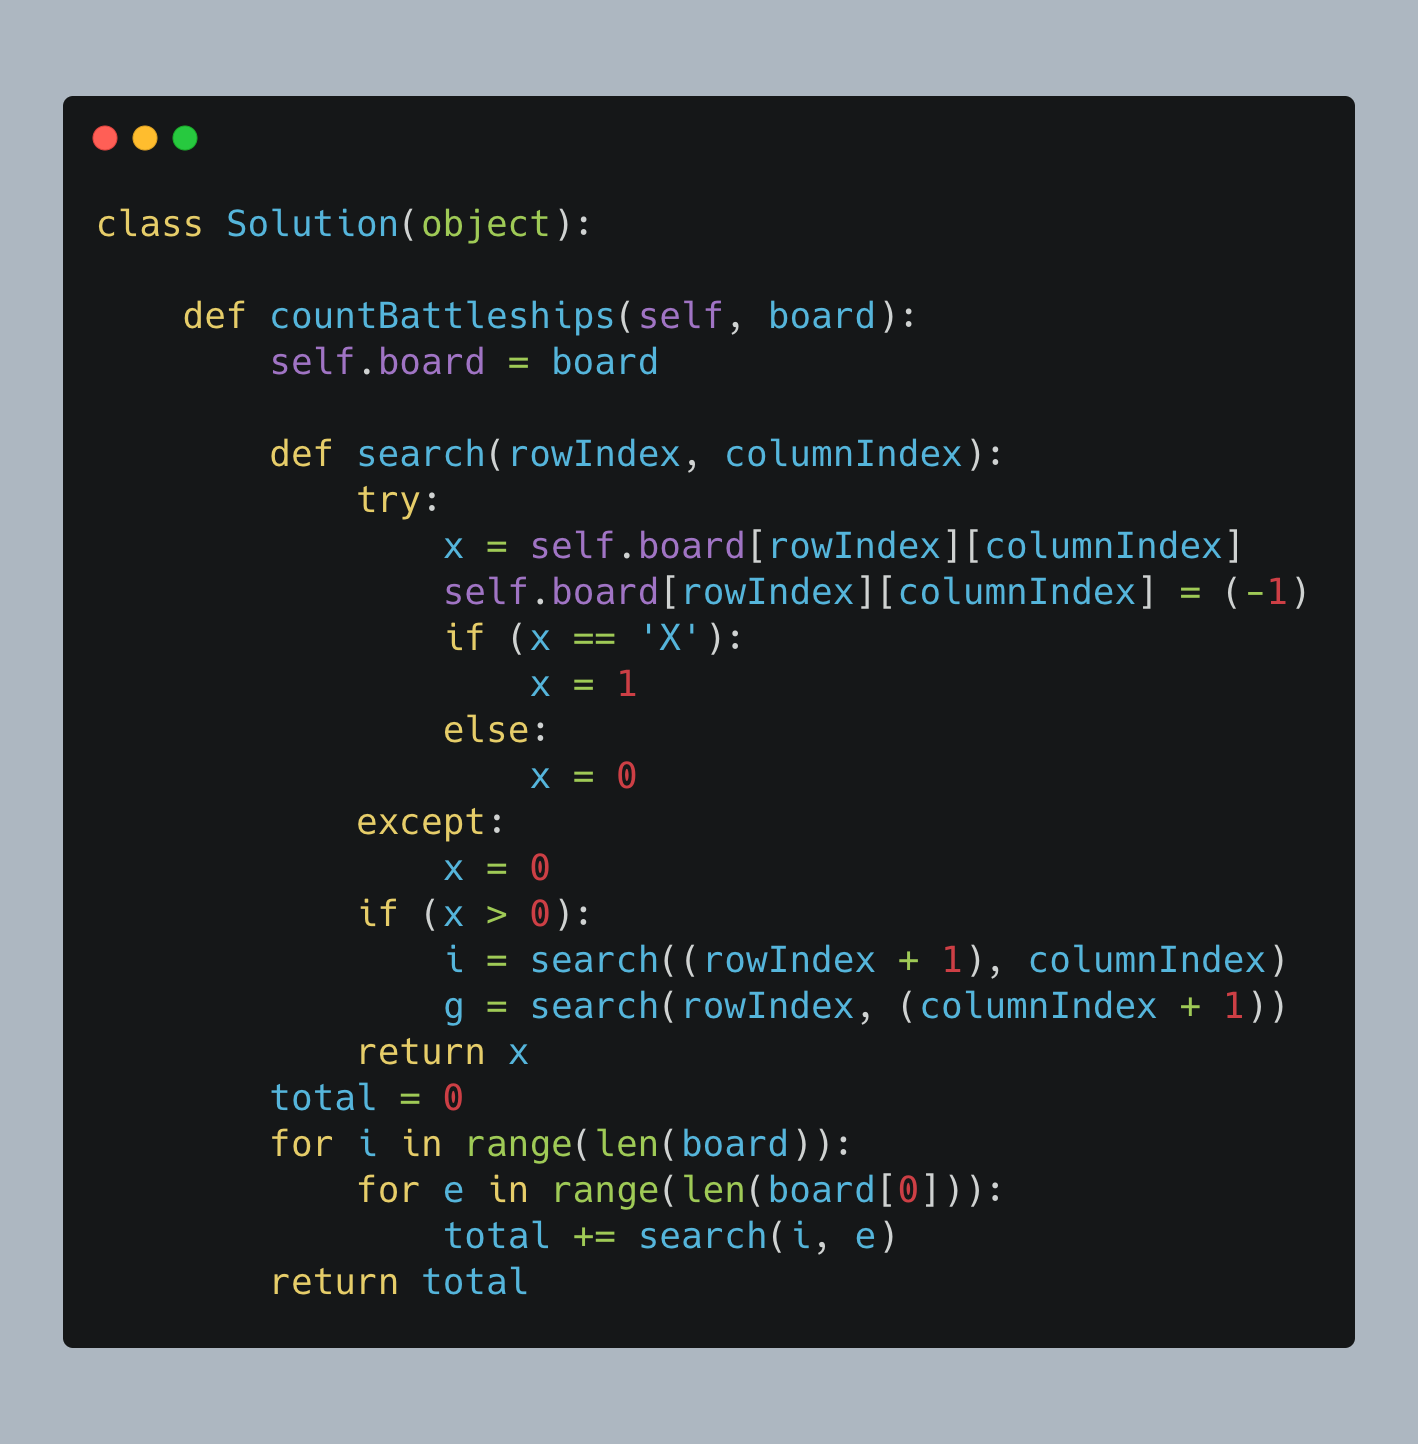 class Solution(object):

    def countBattleships(self, board):
        self.board = board

        def search(rowIndex, columnIndex):
            try:
                x = self.board[rowIndex][columnIndex]
                self.board[rowIndex][columnIndex] = (-1)
                if (x == 'X'):
                    x = 1
                else:
                    x = 0
            except:
                x = 0
            if (x > 0):
                i = search((rowIndex + 1), columnIndex)
                g = search(rowIndex, (columnIndex + 1))
            return x
        total = 0
        for i in range(len(board)):
            for e in range(len(board[0])):
                total += search(i, e)
        return total